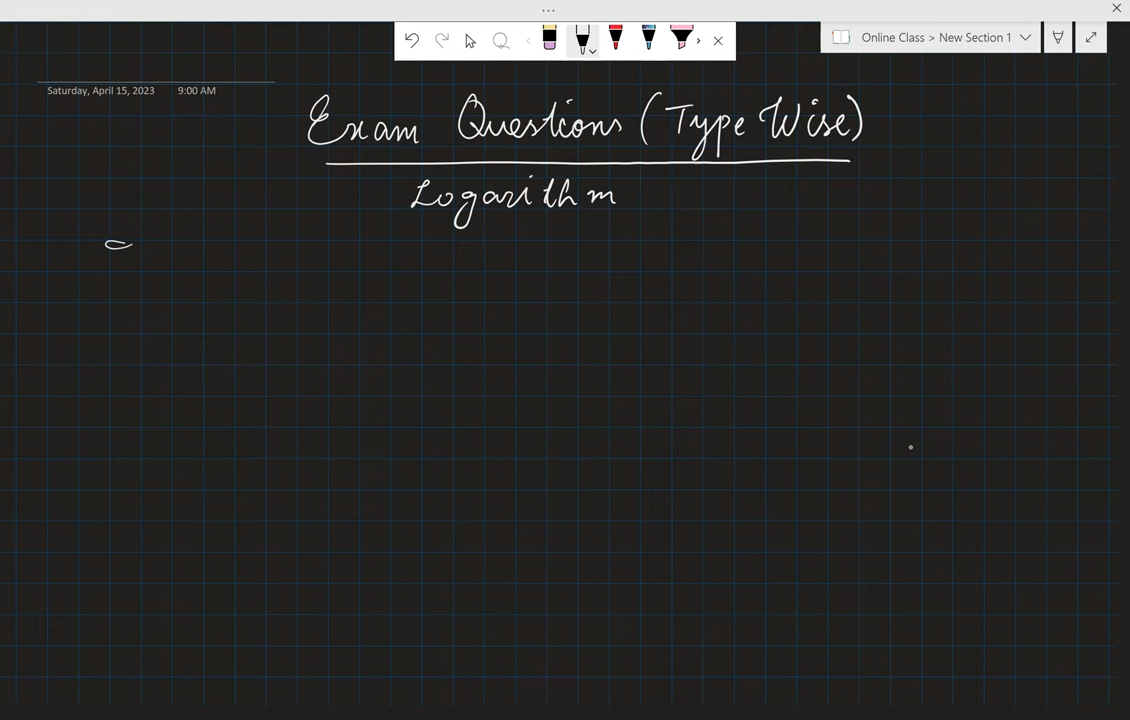 Online Class > New Section 1
Saturday, April 15, 2023 9:00 AM
Exam Questions (Type Wise)
Logarithm